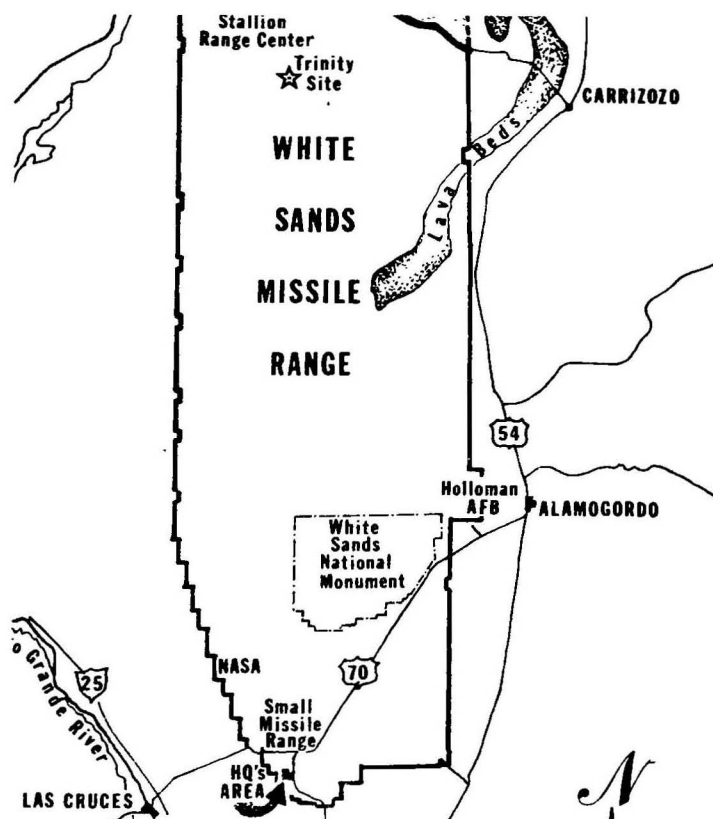 Stallion
Range Center
Trinity
Site
CARRIZOZO
Lava Beds
WHITE
SANDS
MISSILE
RANGE
54
Holloman
AFB
ALAMOGORDO
White
Sands
National
Monument
NASA
70
25
o Grande River
Small
Missile
Range
HQ's
AREA
LAS CRUCES
N